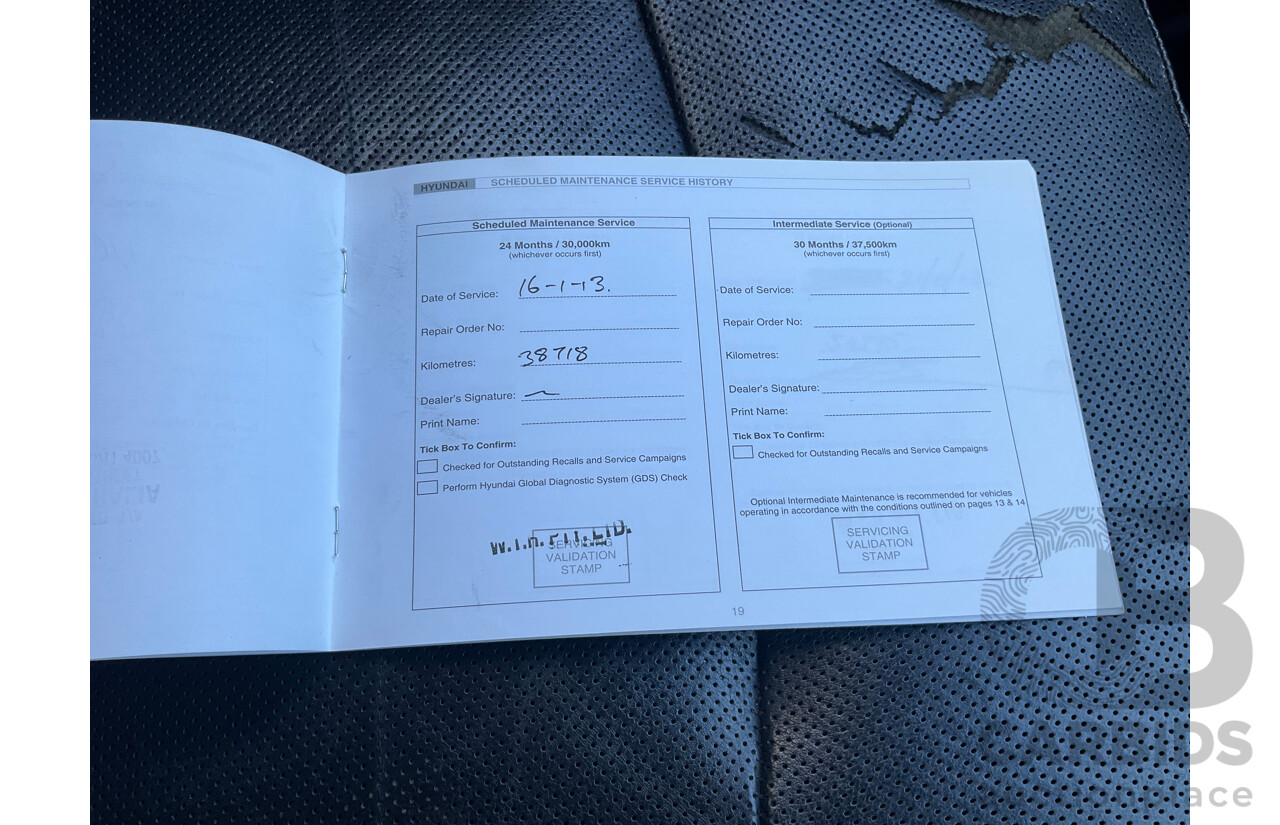 HYUNDAI SCHEDULED MAINTENANCE SERVICE HISTORY
Scheduled Maintenance Service
24 Months / 30,000km
(whichever occurs first)
Date of Service: 16-1-13.
Repair Order No:
Kilometres: 38718
Dealer's Signature:
Print Name:
Tick Box To Confirm:
Checked for Outstanding Recalls and Service Campaigns
Perform Hyundai Global Diagnostic System (GDS) Check
SERVICING
VALIDATION
STAMP
Intermediate Service (Optional)
30 Months / 37,500km
(whichever occurs first)
Date of Service:
Repair Order No:
Kilometres:
Dealer's Signature:
Print Name:
Tick Box To Confirm:
Checked for Outstanding Recalls and Service Campaigns
Optional Intermediate Maintenance is recommended for vehicles
operating in accordance with the conditions outlined on pages 13 & 14
SERVICING
VALIDATION
STAMP
19